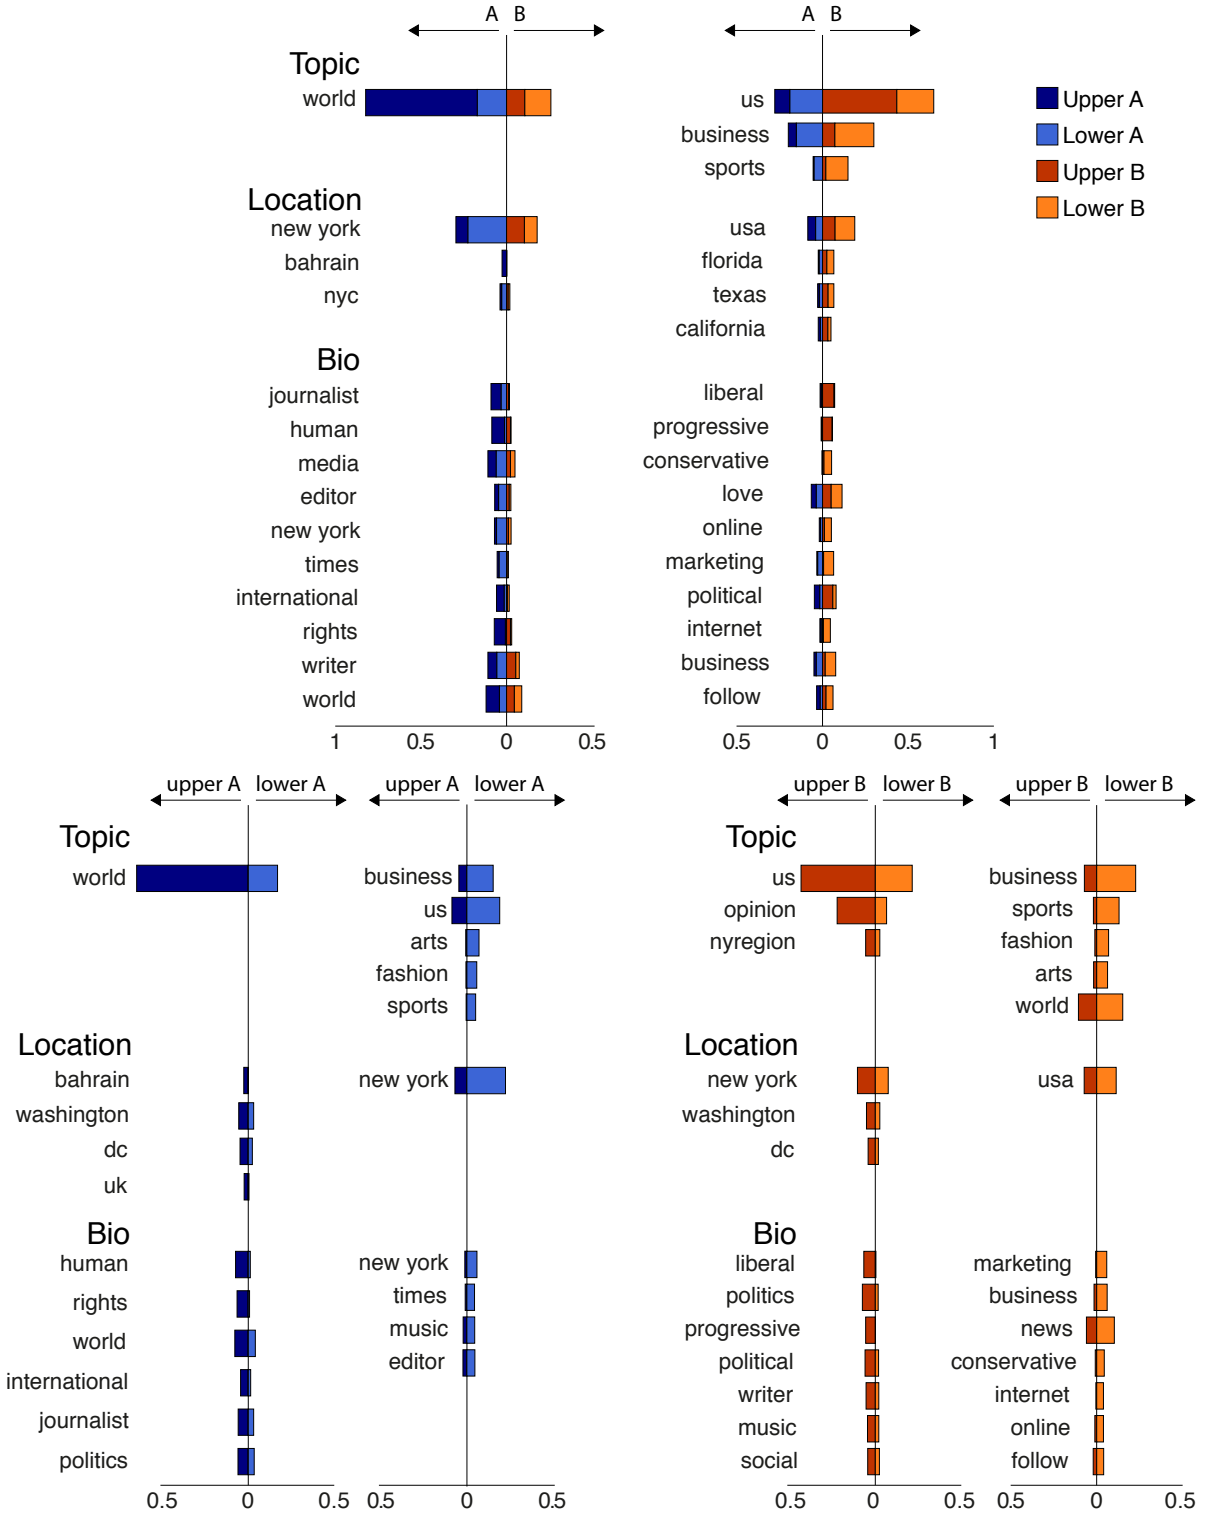 A B
Topic
world
Location
new york
bahrain
nyc
Bio
journalist
human
media
editor
new york
times
international
rights
writer
world
1 0.5 0 0.5
A B
us
business
sports
usa
florida
texas
california
liberal
progressive
conservative
love
online
marketing
political
internet
business
follow
0.5 0 0.5 1
Upper A
Lower A
Upper B
Lower B
upper A lower A
Topic
world
Location
bahrain
washington
dc
uk
Bio
human
rights
world
international
journalist
politics
0.5 0 0.5
upper A lower A
business
us
arts
fashion
sports
new york
new york
times
music
editor
0.5 0 0.5
upper B lower B
Topic
us
opinion
nyregion
Location
new york
washington
dc
Bio
liberal
politics
progressive
political
writer
music
social
0.5 0 0.5
upper B lower B
business
sports
fashion
arts
world
usa
marketing
business
news
conservative
internet
online
follow
0.5 0 0.5